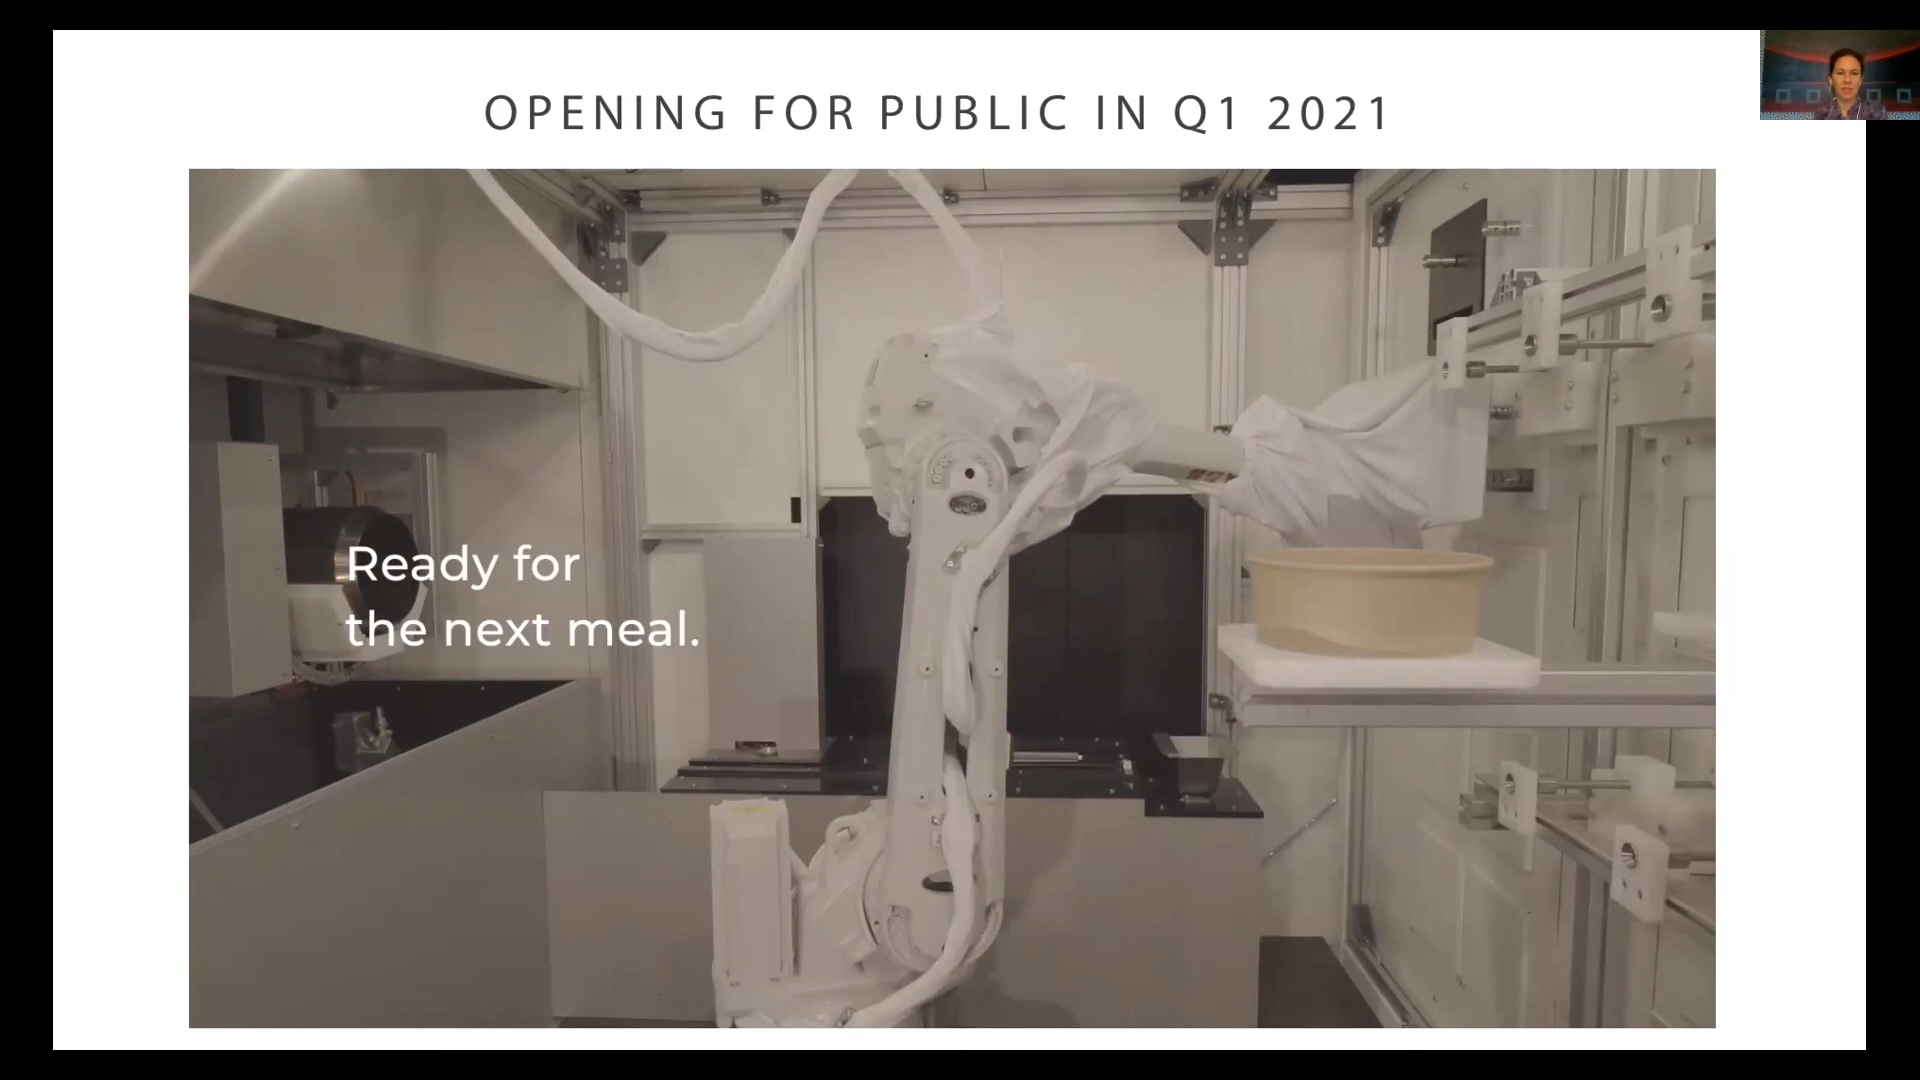 OPENING FOR PUBLIC IN Q1 2021
Ready for
the next meal.